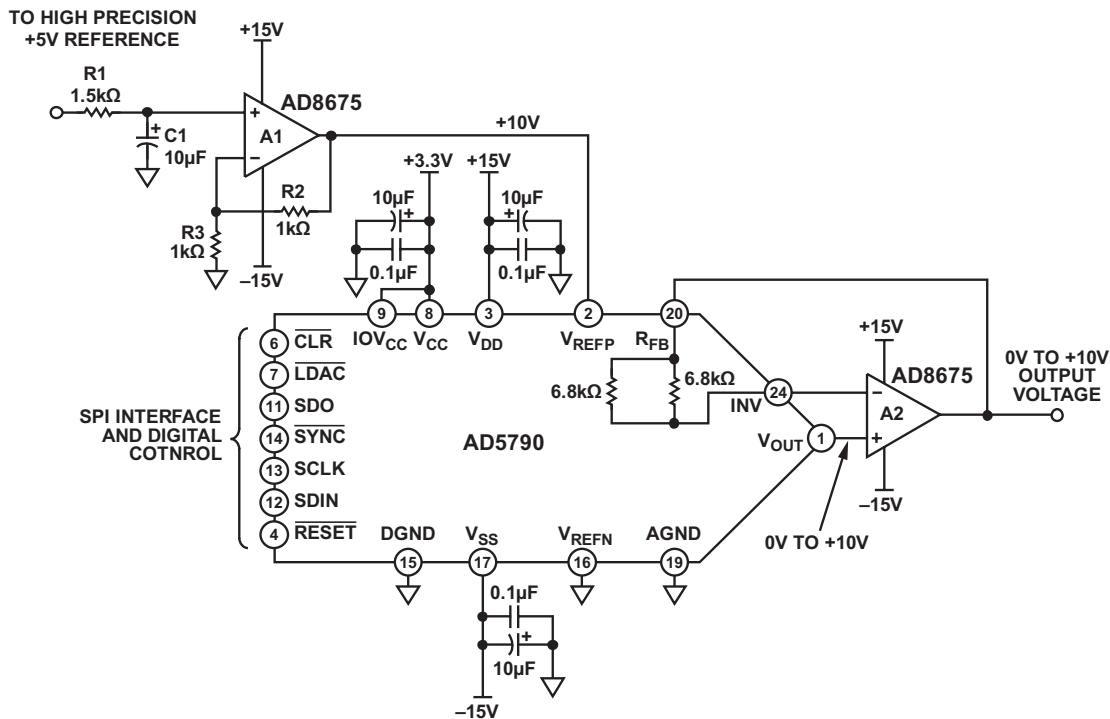 TO HIGH PRECISION
+5V REFERENCE
R1
1.5kΩ
+
C1
10µF
+15V
AD8675
+
A1
−
R2
1kΩ
R3
1kΩ
–15V
+10V
+3.3V
10µF
+
0.1µF
+15V
10µF
+
0.1µF
9
IOVCC
8
VCC
3
VDD
2
VREFP
20
RFB
6.8kΩ
6.8kΩ
24
INV
1
VOUT
+15V
AD8675
−
A2
+
–15V
0V TO +10V
OUTPUT
VOLTAGE
0V TO +10V
SPI INTERFACE
AND DIGITAL
COTNROL
6
CLR
7
LDAC
11
SDO
14
SYNC
13
SCLK
12
SDIN
4
RESET
AD5790
DGND
15
VSS
17
VREFN
16
AGND
19
0.1µF
+
10µF
–15V